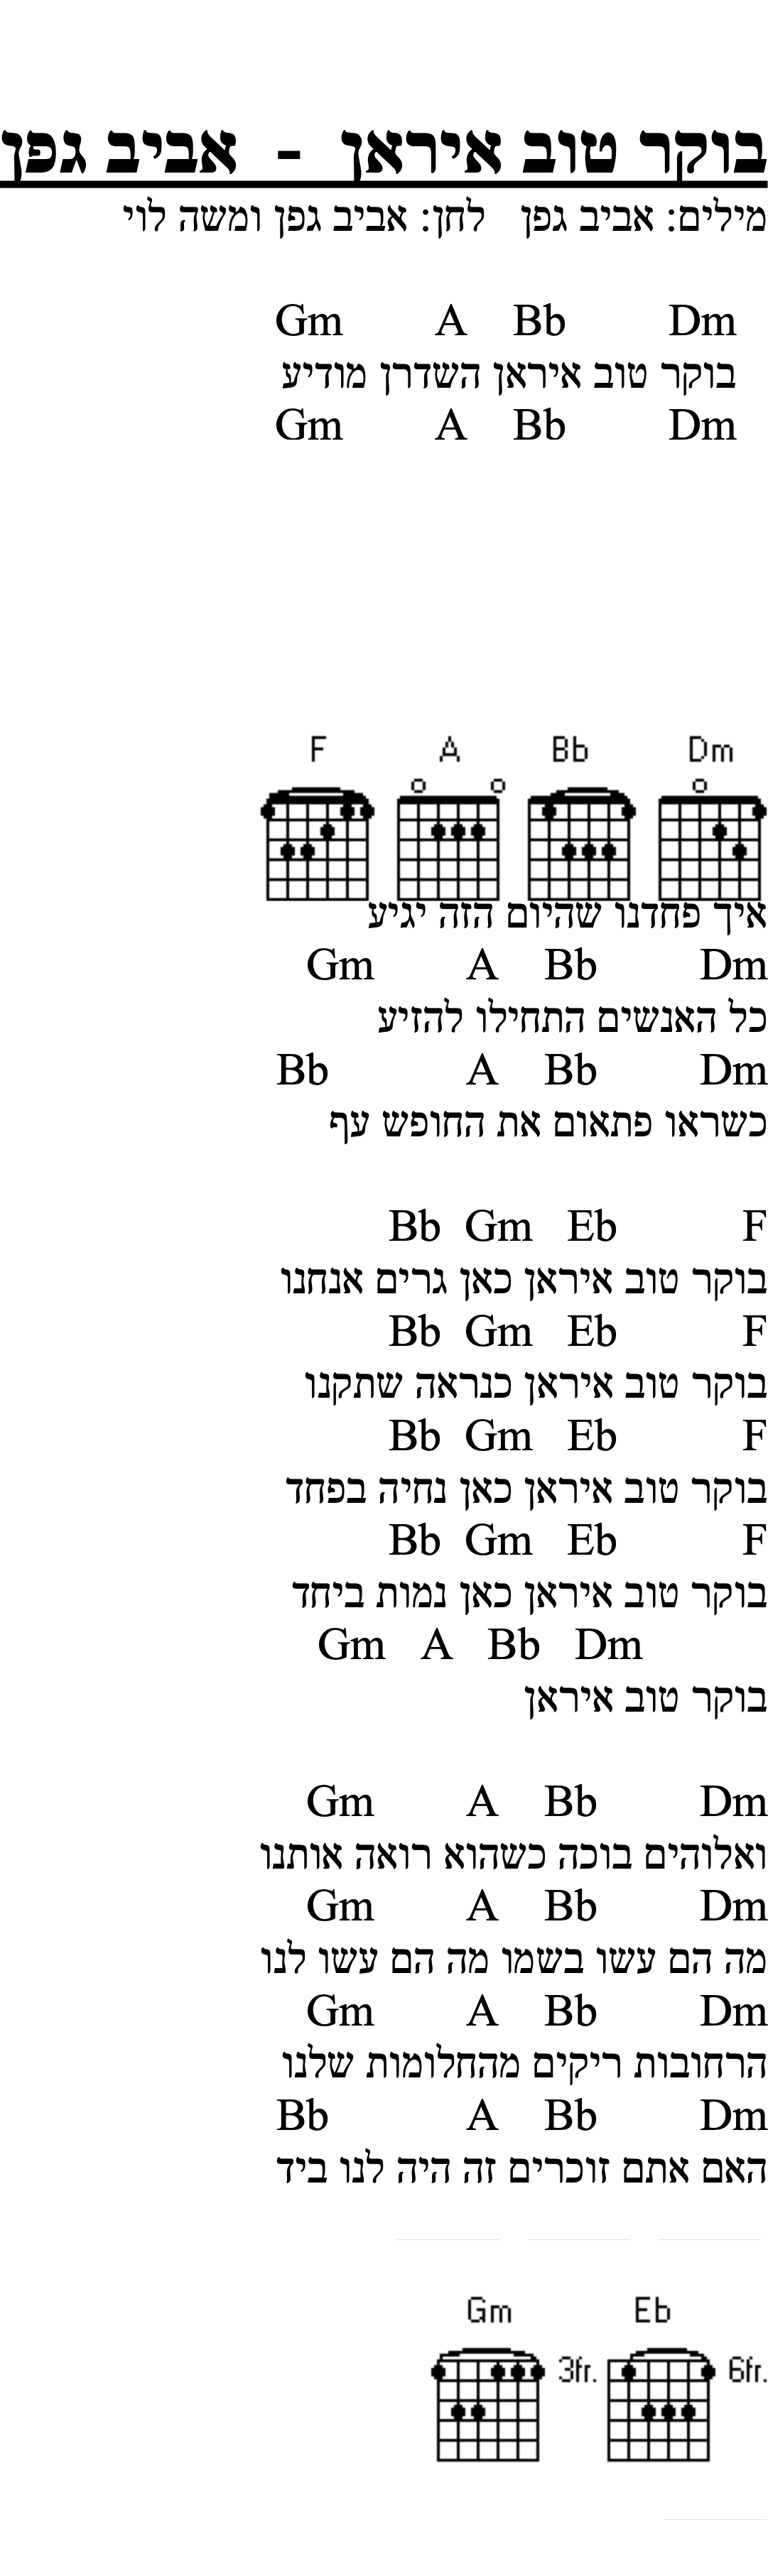 בוקר טוב איראן - אביב גפן
מילים: אביב גפן לחן: אביב גפן ומשה לוי
Gm A Bb Dm
בוקר טוב איראן השדרן מודיע
Gm A Bb Dm
F A Bb Dm
איך פחדנו שהיום הזה יגיע
Gm A Bb Dm
כל האנשים התחילו להזיע
Bb A Bb Dm
כשראו פתאום את החופש עף
Bb Gm Eb F
בוקר טוב איראן כאן גרים אנחנו
Bb Gm Eb F
בוקר טוב איראן כנראה שתקנו
Bb Gm Eb F
בוקר טוב איראן כאן נחיה בפחד
Bb Gm Eb F
בוקר טוב איראן כאן נמות ביחד
Gm A Bb Dm
בוקר טוב איראן
Gm A Bb Dm
ואלוהים בוכה כשהוא רואה אותנו
Gm A Bb Dm
מה הם עשו בשמו מה הם עשו לנו
Gm A Bb Dm
הרחובות ריקים מהחלומות שלנו
Bb A Bb Dm
האם אתם זוכרים זה היה לנו ביד
Gm Eb
3fr. 6fr.